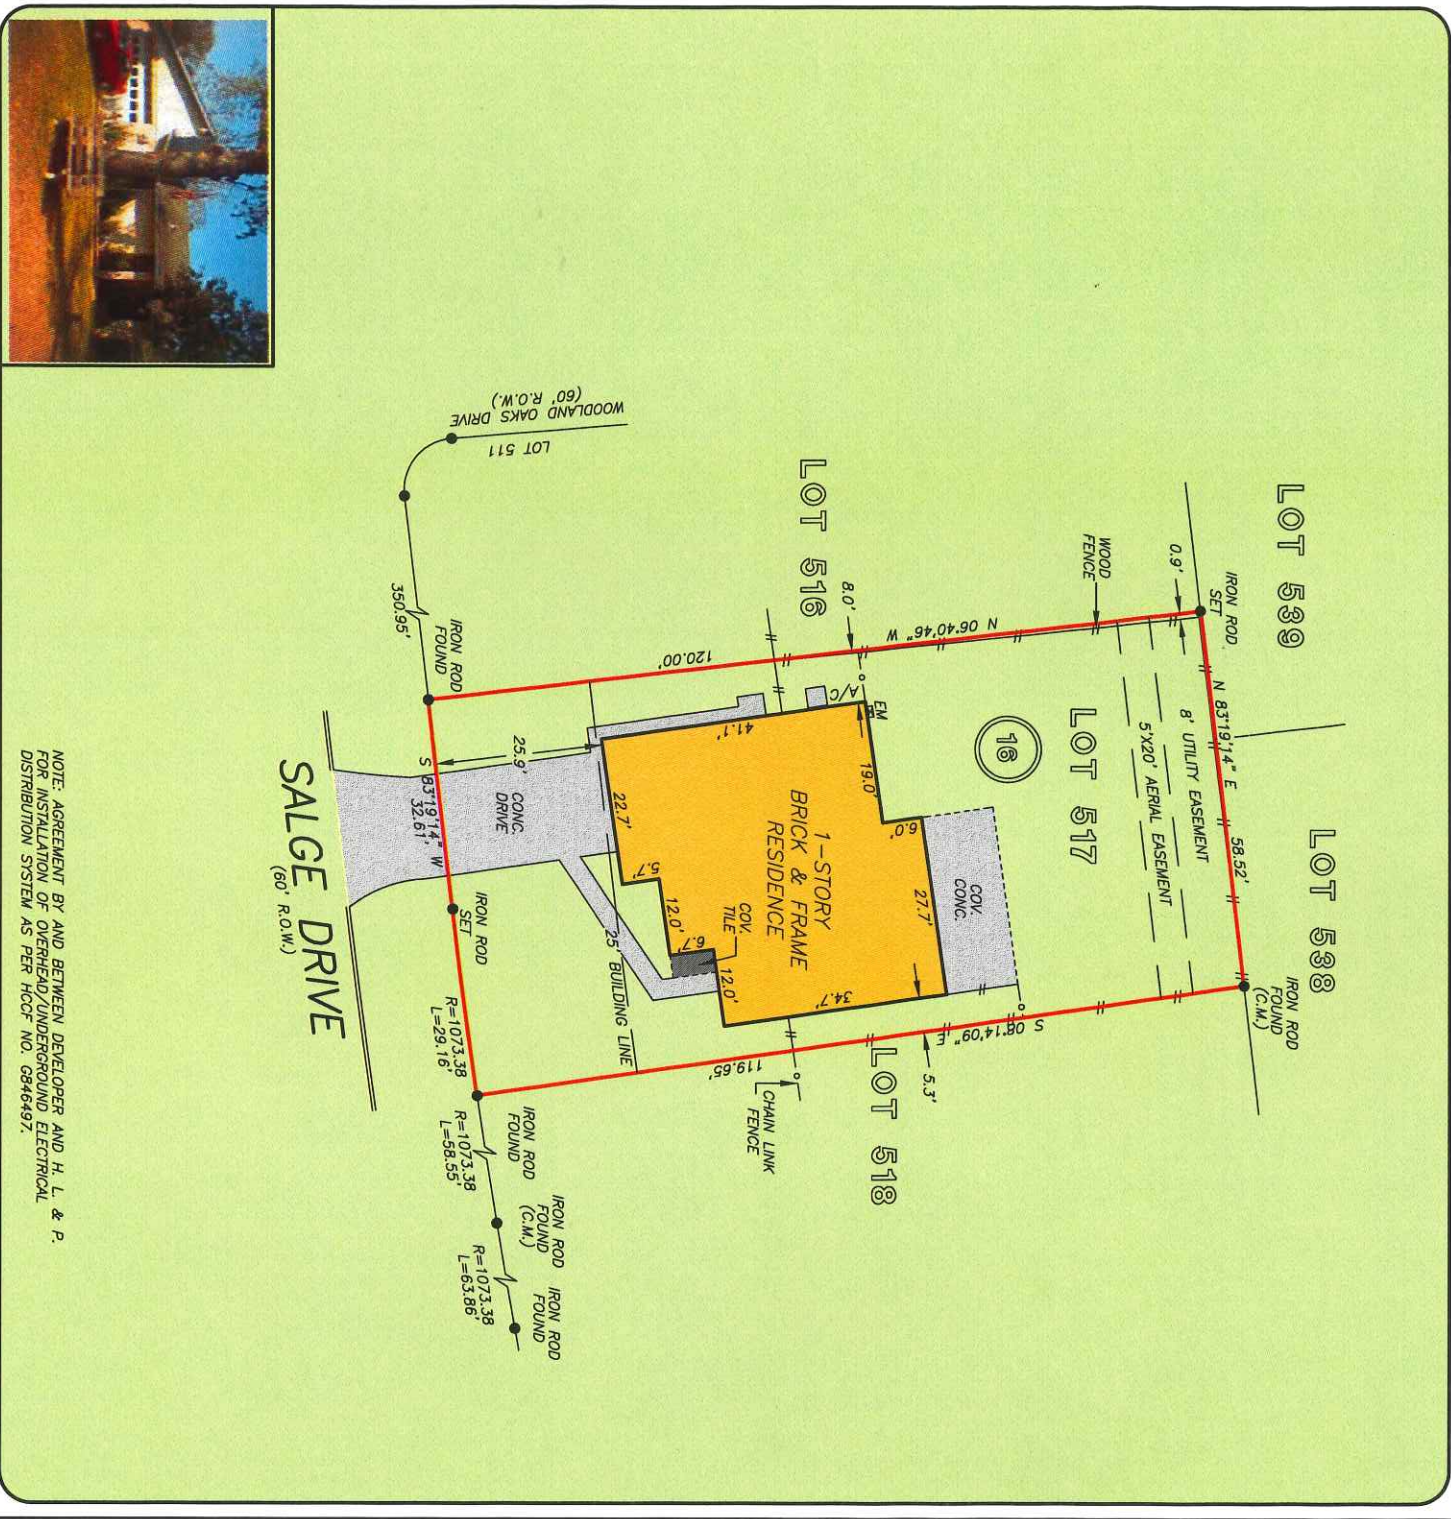 LOT 539
LOT 538
IRON ROD
SET
IRON ROD
FOUND
(C.M.)
0.9'
N 83°19'14" E
58.52'
8' UTILITY EASEMENT
5'X20' AERIAL EASEMENT
WOOD
FENCE
LOT 517
16
N 06°40'46" W
120.00'
LOT 516
8.0'
EM
A/C
COV.
CONC.
19.0'
6.0'
27.7'
1-STORY
BRICK & FRAME
RESIDENCE
41.1'
34.7'
COV.
TILE
22.7'
5.7'
12.0'
6.7'
12.0'
S 08°14'09" E
119.65'
5.3'
LOT 518
CHAIN LINK
FENCE
25' BUILDING LINE
25.9'
CONC.
DRIVE
WOODLAND OAKS DRIVE
(60' R.O.W.)
LOT 511
350.95'
IRON ROD
FOUND
S 83°19'14" W
32.61'
IRON ROD
SET
R=1073.38
L=29.16'
IRON ROD
FOUND
R=1073.38
L=58.55'
IRON ROD
FOUND
(C.M.)
R=1073.38
L=63.86'
IRON ROD
FOUND
SALGE DRIVE
(60' R.O.W.)
NOTE: AGREEMENT BY AND BETWEEN DEVELOPER AND H. L. & P.
FOR INSTALLATION OF OVERHEAD/UNDERGROUND ELECTRICAL
DISTRIBUTION SYSTEM AS PER HCCF NO. G846497.